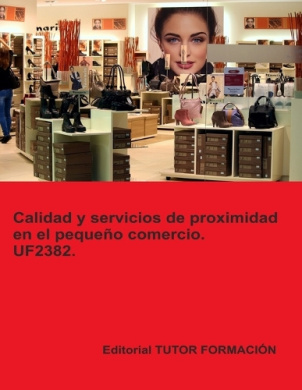 Calidad y servicios de proximidad
en el pequeño comercio.
UF2382.
Editorial TUTOR FORMACIÓN